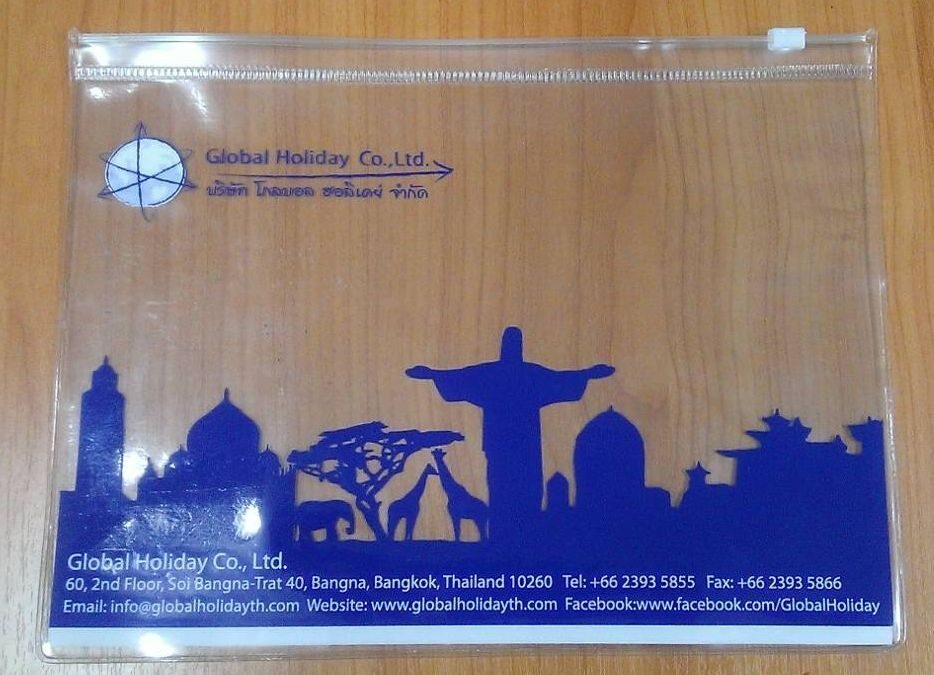 Global Holiday Co.,Ltd.
บริษัท โกลบอล ฮอลิเดย์ จำกัด
Global Holiday Co., Ltd.
60, 2nd Floor, Soi Bangna-Trat 40, Bangna, Bangkok, Thailand 10260 Tel: +66 2393 5855 Fax: +66 2393 5866
Email: info@globalholidayth.com Website: www.globalholidayth.com Facebook:www.facebook.com/GlobalHoliday